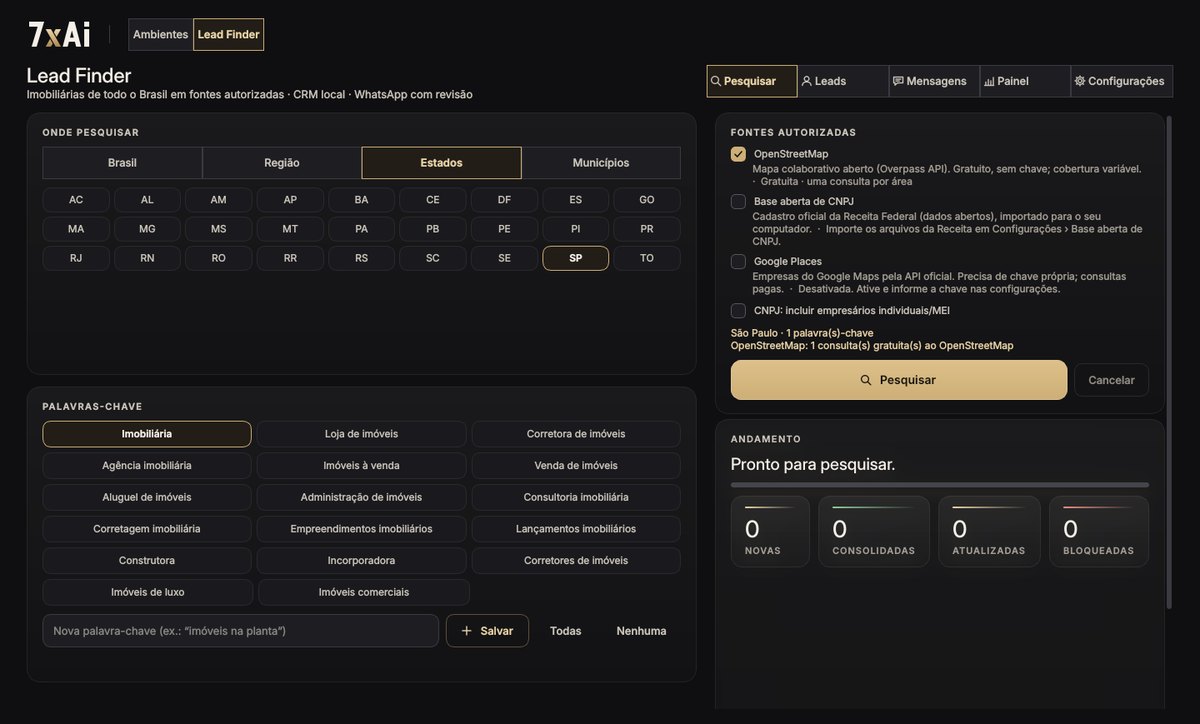 7xAi
Ambientes
Lead Finder
Lead Finder
Imobiliárias de todo o Brasil em fontes autorizadas · CRM local · WhatsApp com revisão
Pesquisar
Leads
Mensagens
Painel
Configurações
ONDE PESQUISAR
Brasil
Região
Estados
Municípios
AC AL AM AP BA CE DF ES GO
MA MG MS MT PA PB PE PI PR
RJ RN RO RR RS SC SE SP TO
PALAVRAS-CHAVE
Imobiliária
Loja de imóveis
Corretora de imóveis
Agência imobiliária
Imóveis à venda
Venda de imóveis
Aluguel de imóveis
Administração de imóveis
Consultoria imobiliária
Corretagem imobiliária
Empreendimentos imobiliários
Lançamentos imobiliários
Construtora
Incorporadora
Corretores de imóveis
Imóveis de luxo
Imóveis comerciais
Nova palavra-chave (ex.: “imóveis na planta”)
+ Salvar
Todas
Nenhuma
FONTES AUTORIZADAS
OpenStreetMap
Mapa colaborativo aberto (Overpass API). Gratuito, sem chave; cobertura variável.
· Gratuita · uma consulta por área
Base aberta de CNPJ
Cadastro oficial da Receita Federal (dados abertos), importado para o seu
computador. · Importe os arquivos da Receita em Configurações › Base aberta de
CNPJ.
Google Places
Empresas do Google Maps pela API oficial. Precisa de chave própria; consultas
pagas. · Desativada. Ative e informe a chave nas configurações.
CNPJ: incluir empresários individuais/MEI
São Paulo · 1 palavra(s)-chave
OpenStreetMap: 1 consulta(s) gratuita(s) ao OpenStreetMap
Pesquisar
Cancelar
ANDAMENTO
Pronto para pesquisar.
0
NOVAS
0
CONSOLIDADAS
0
ATUALIZADAS
0
BLOQUEADAS